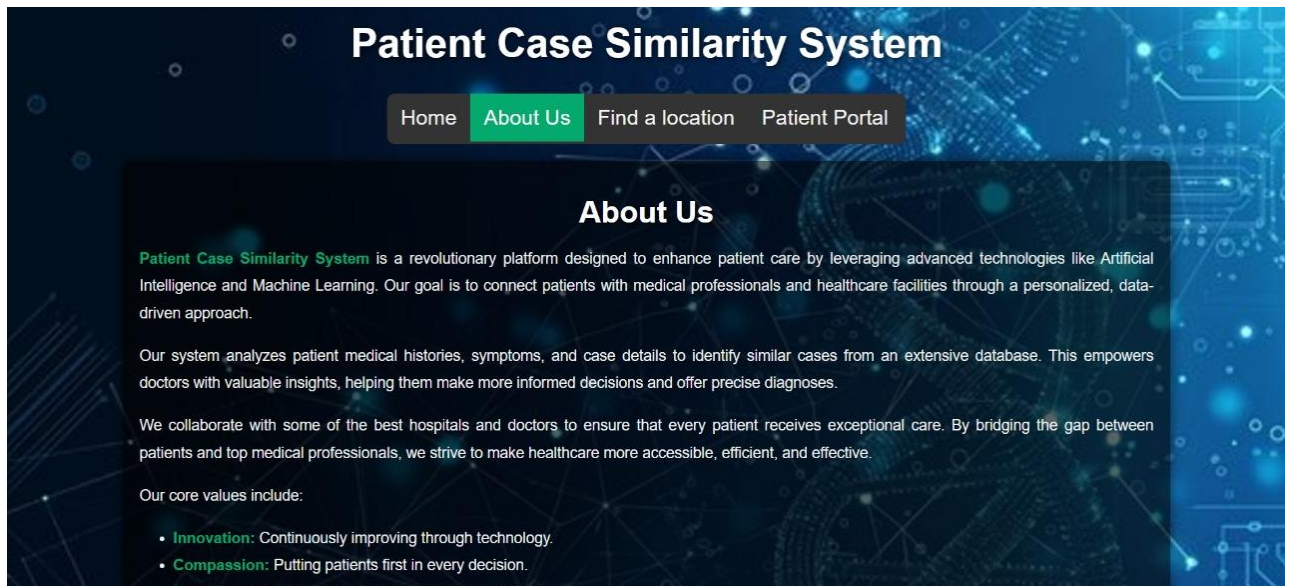 Patient Case Similarity System
Home About Us Find a location Patient Portal
About Us
Patient Case Similarity System is a revolutionary platform designed to enhance patient care by leveraging advanced technologies like Artificial
Intelligence and Machine Learning. Our goal is to connect patients with medical professionals and healthcare facilities through a personalized, data-
driven approach.
Our system analyzes patient medical histories, symptoms, and case details to identify similar cases from an extensive database. This empowers
doctors with valuable insights, helping them make more informed decisions and offer precise diagnoses.
We collaborate with some of the best hospitals and doctors to ensure that every patient receives exceptional care. By bridging the gap between
patients and top medical professionals, we strive to make healthcare more accessible, efficient, and effective.
Our core values include:
• Innovation: Continuously improving through technology.
• Compassion: Putting patients first in every decision.